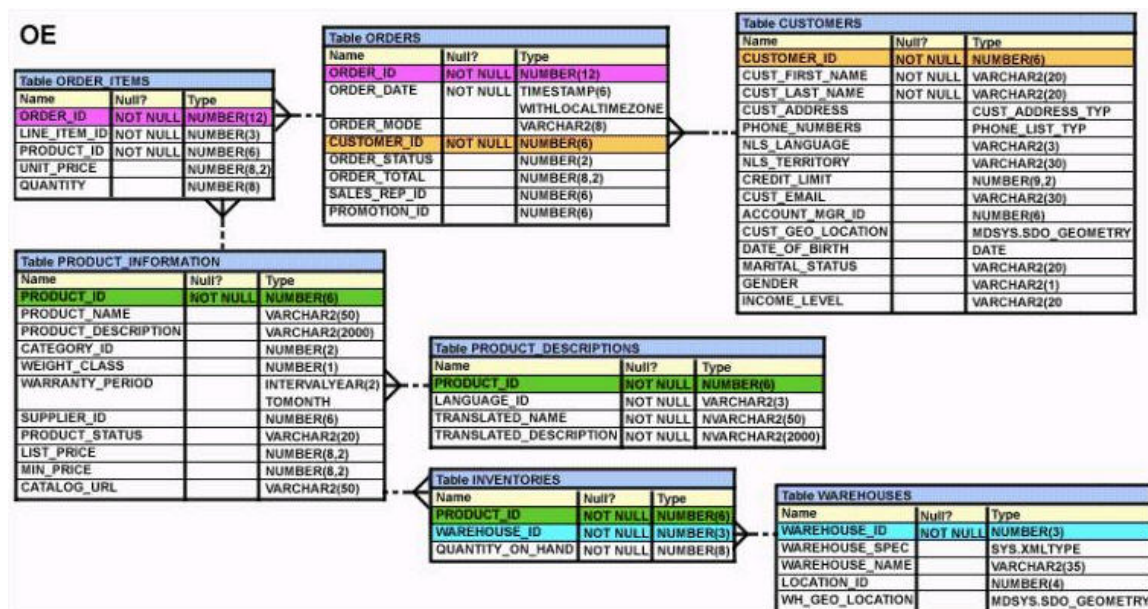 OE
Table ORDER_ITEMS
Name Null? Type
ORDER_ID NOT NULL NUMBER(12)
LINE_ITEM_ID NOT NULL NUMBER(3)
PRODUCT_ID NOT NULL NUMBER(6)
UNIT_PRICE NUMBER(8,2)
QUANTITY NUMBER(8)
Table ORDERS
Name Null? Type
ORDER_ID NOT NULL NUMBER(12)
ORDER_DATE NOT NULL TIMESTAMP(6)
WITHLOCALTIMEZONE
ORDER_MODE VARCHAR2(8)
CUSTOMER_ID NOT NULL NUMBER(6)
ORDER_STATUS NUMBER(2)
ORDER_TOTAL NUMBER(8,2)
SALES_REP_ID NUMBER(6)
PROMOTION_ID NUMBER(6)
Table CUSTOMERS
Name Null? Type
CUSTOMER_ID NOT NULL NUMBER(6)
CUST_FIRST_NAME NOT NULL VARCHAR2(20)
CUST_LAST_NAME NOT NULL VARCHAR2(20)
CUST_ADDRESS CUST_ADDRESS_TYP
PHONE_NUMBERS PHONE_LIST_TYP
NLS_LANGUAGE VARCHAR2(3)
NLS_TERRITORY VARCHAR2(30)
CREDIT_LIMIT NUMBER(9,2)
CUST_EMAIL VARCHAR2(30)
ACCOUNT_MGR_ID NUMBER(6)
CUST_GEO_LOCATION MDSYS.SDO_GEOMETRY
DATE_OF_BIRTH DATE
MARITAL_STATUS VARCHAR2(20)
GENDER VARCHAR2(1)
INCOME_LEVEL VARCHAR2(20
Table PRODUCT_INFORMATION
Name Null? Type
PRODUCT_ID NOT NULL NUMBER(6)
PRODUCT_NAME VARCHAR2(50)
PRODUCT_DESCRIPTION VARCHAR2(2000)
CATEGORY_ID NUMBER(2)
WEIGHT_CLASS NUMBER(1)
WARRANTY_PERIOD INTERVALYEAR(2)
TOMONTH
SUPPLIER_ID NUMBER(6)
PRODUCT_STATUS VARCHAR2(20)
LIST_PRICE NUMBER(8,2)
MIN_PRICE NUMBER(8,2)
CATALOG_URL VARCHAR2(50)
Table PRODUCT_DESCRIPTIONS
Name Null? Type
PRODUCT_ID NOT NULL NUMBER(6)
LANGUAGE_ID NOT NULL VARCHAR2(3)
TRANSLATED_NAME NOT NULL NVARCHAR2(50)
TRANSLATED_DESCRIPTION NOT NULL NVARCHAR2(2000)
Table INVENTORIES
Name Null? Type
PRODUCT_ID NOT NULL NUMBER(6)
WAREHOUSE_ID NOT NULL NUMBER(3)
QUANTITY_ON_HAND NOT NULL NUMBER(8)
Table WAREHOUSES
Name Null? Type
WAREHOUSE_ID NOT NULL NUMBER(3)
WAREHOUSE_SPEC SYS.XMLTYPE
WAREHOUSE_NAME VARCHAR2(35)
LOCATION_ID NUMBER(4)
WH_GEO_LOCATION MDSYS.SDO_GEOMETRY